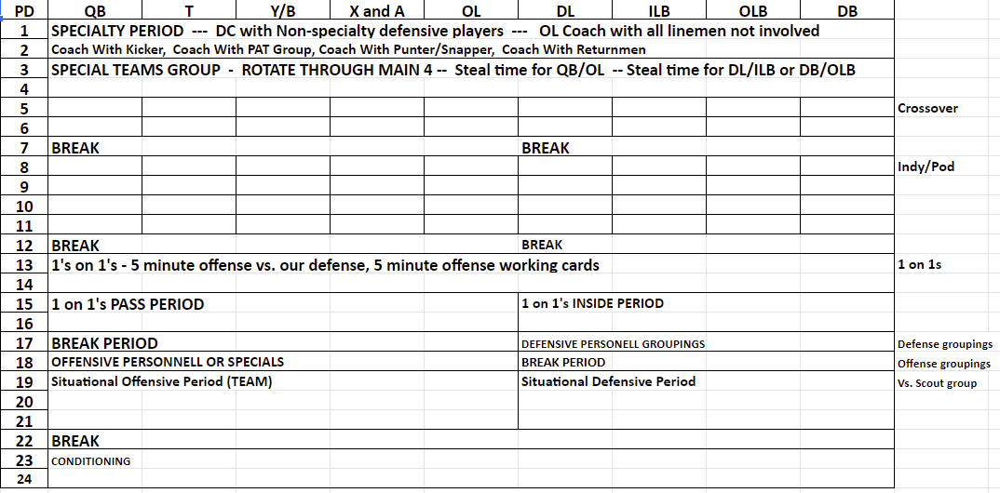 PD QB T Y/B X and A OL DL ILB OLB DB
1 SPECIALTY PERIOD --- DC with Non-specialty defensive players --- OL Coach with all linemen not involved
2 Coach With Kicker, Coach With PAT Group, Coach With Punter/Snapper, Coach With Returnmen
3 SPECIAL TEAMS GROUP - ROTATE THROUGH MAIN 4 -- Steal time for QB/OL -- Steal time for DL/ILB or DB/OLB
4
5 Crossover
6
7 BREAK BREAK
8 Indy/Pod
9
10
11
12 BREAK BREAK
13 1's on 1's - 5 minute offense vs. our defense, 5 minute offense working cards 1 on 1s
14
15 1 on 1's PASS PERIOD 1 on 1's INSIDE PERIOD
16
17 BREAK PERIOD DEFENSIVE PERSONELL GROUPINGS Defense groupings
18 OFFENSIVE PERSONNELL OR SPECIALS BREAK PERIOD Offense groupings
19 Situational Offensive Period (TEAM) Situational Defensive Period Vs. Scout group
20
21
22 BREAK
23 CONDITIONING
24